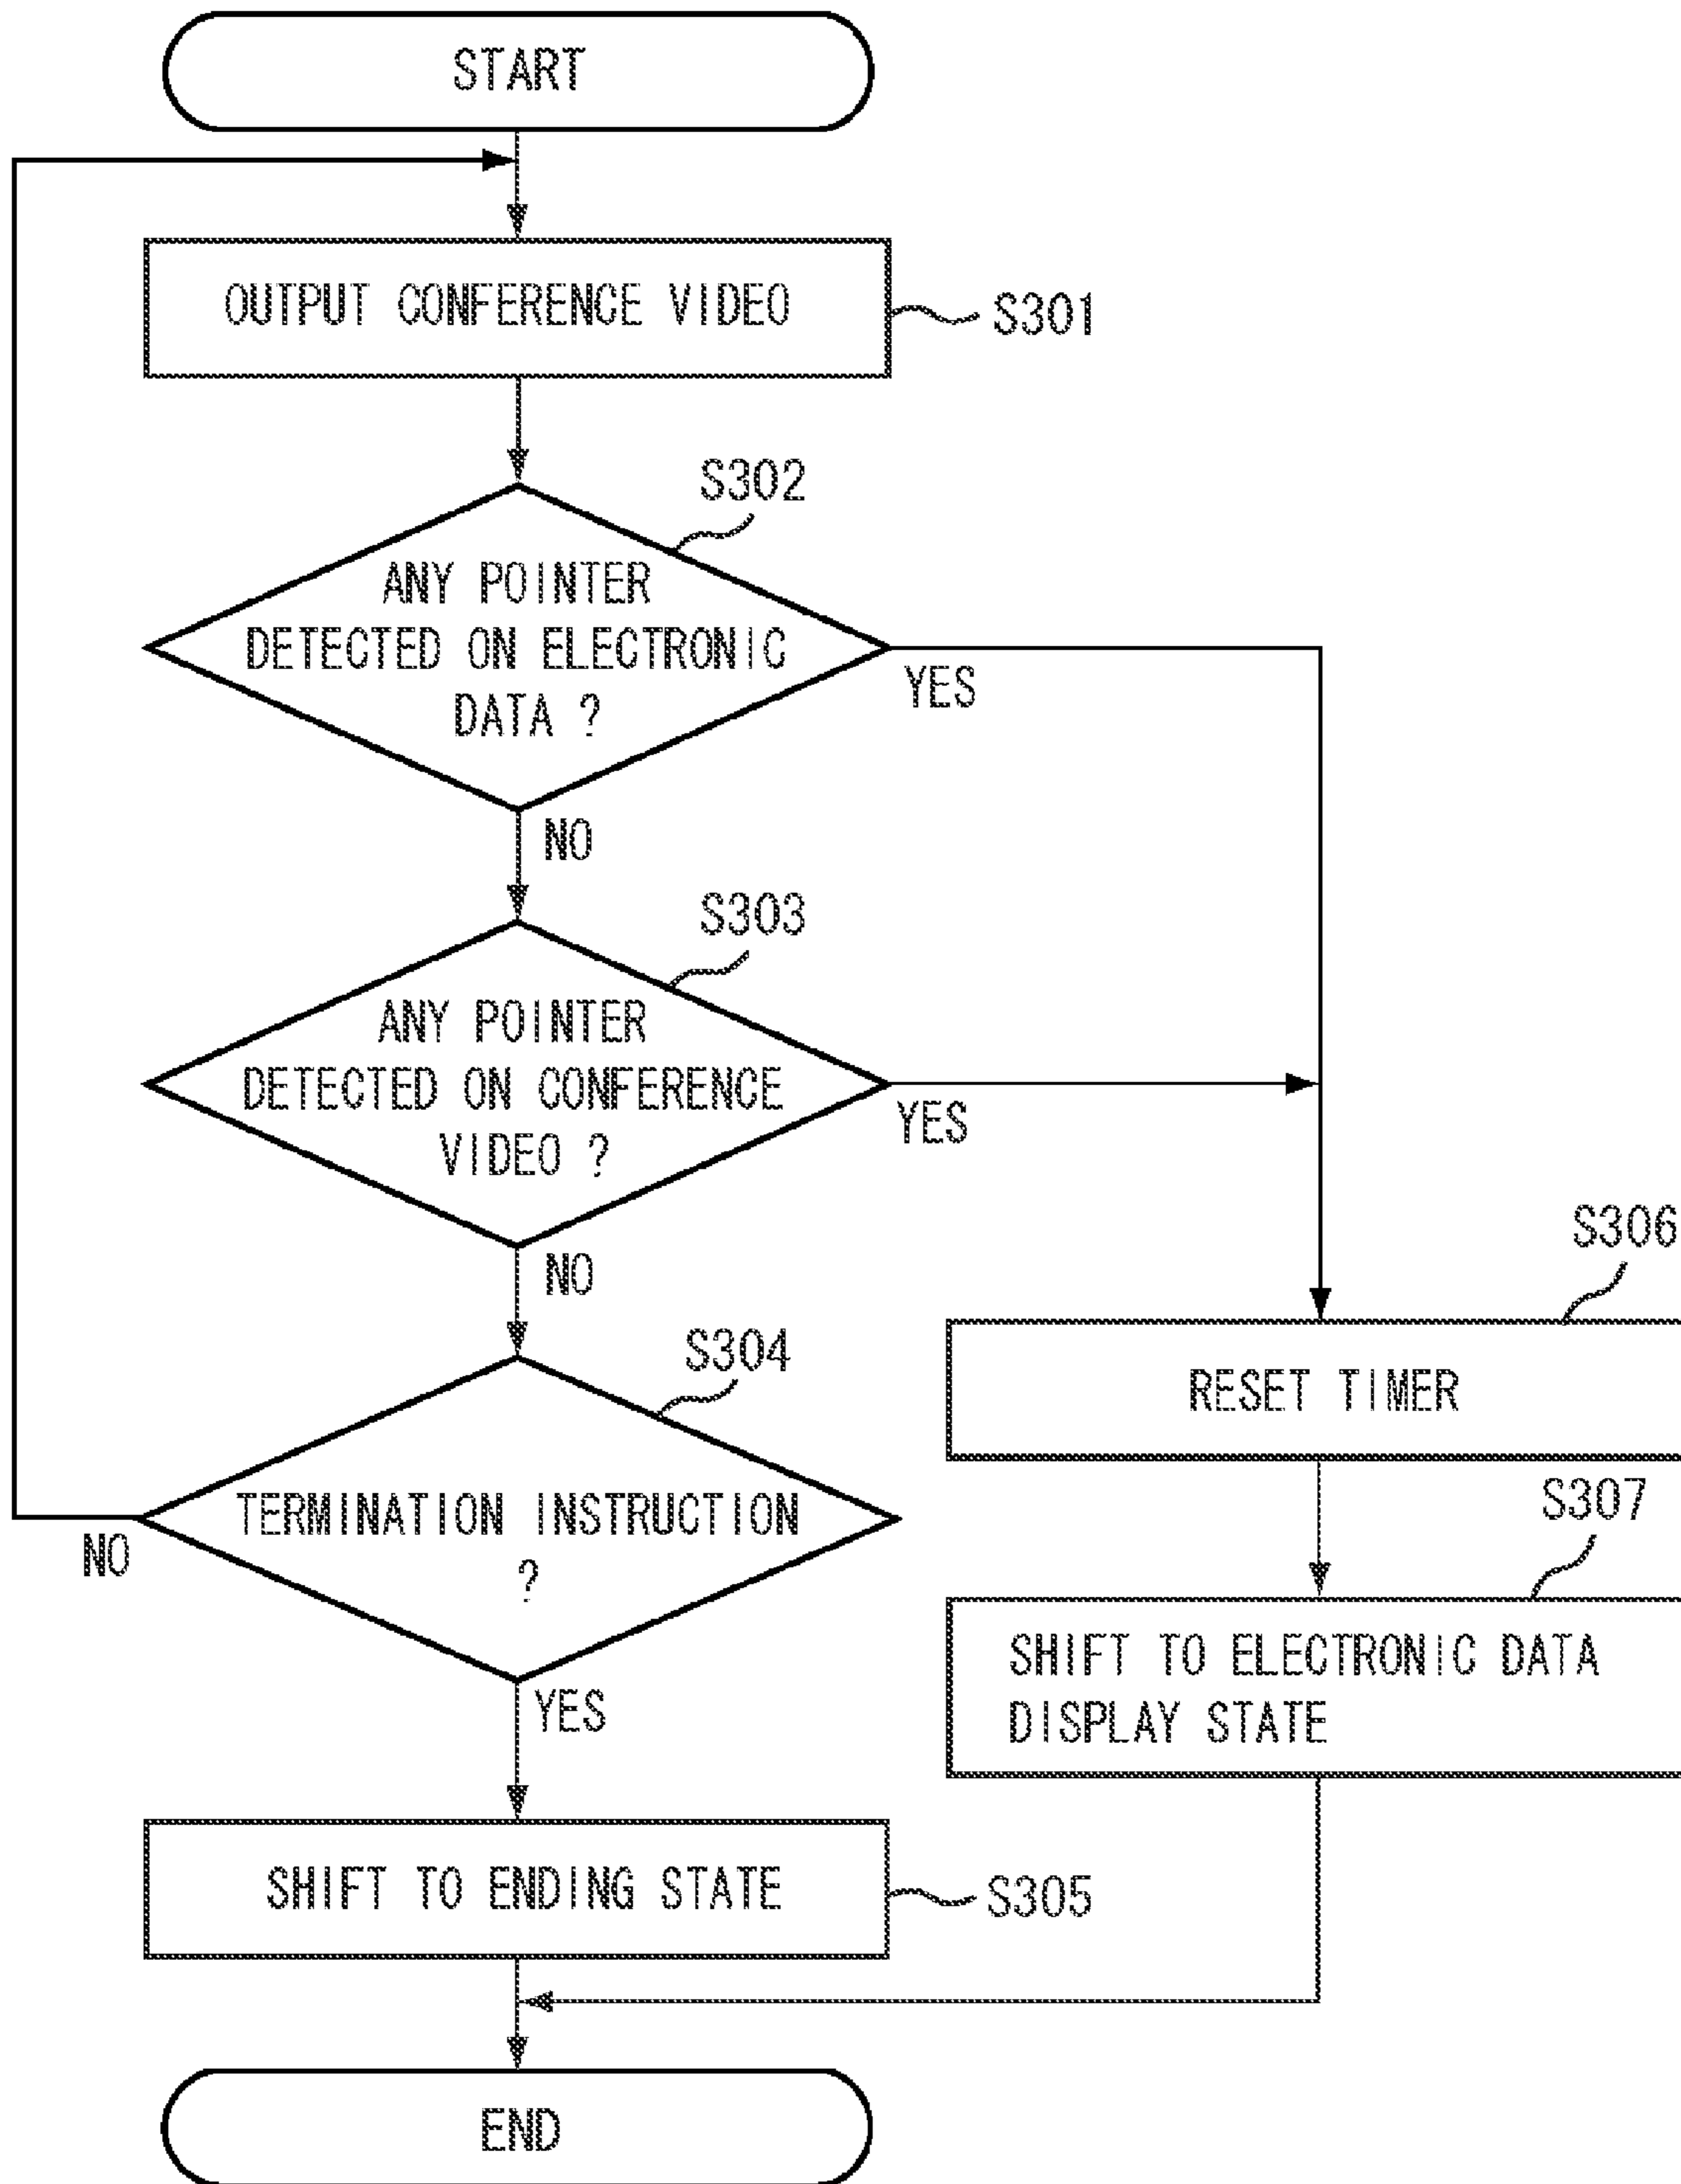 START
OUTPUT CONFERENCE VIDEO
S301
S302
ANY POINTER
DETECTED ON ELECTRONIC
DATA ?
YES
NO
S303
ANY POINTER
DETECTED ON CONFERENCE
VIDEO ?
YES
NO
S304
TERMINATION INSTRUCTION
?
NO
YES
SHIFT TO ENDING STATE
S305
S306
RESET TIMER
S307
SHIFT TO ELECTRONIC DATA
DISPLAY STATE
END